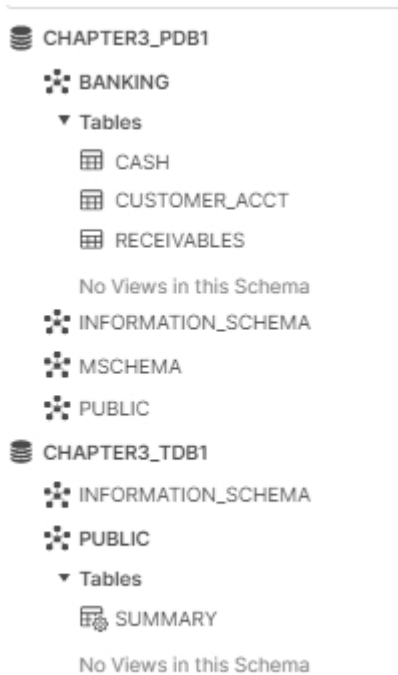 CHAPTER3_PDB1
BANKING
Tables
CASH
CUSTOMER_ACCT
RECEIVABLES
No Views in this Schema
INFORMATION_SCHEMA
MSCHEMA
PUBLIC
CHAPTER3_TDB1
INFORMATION_SCHEMA
PUBLIC
Tables
SUMMARY
No Views in this Schema